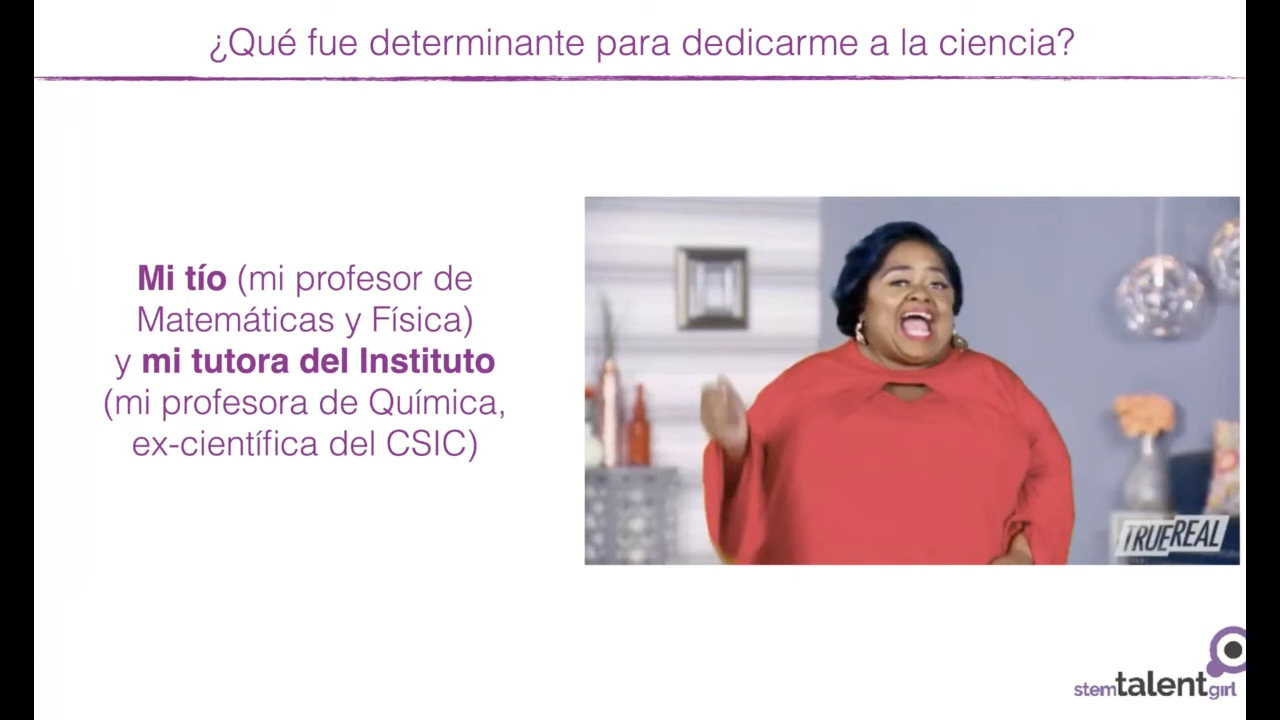 ¿Qué fue determinante para dedicarme a la ciencia?
Mi tío (mi profesor de
Matemáticas y Física)
y mi tutora del Instituto
(mi profesora de Química,
ex-científica del CSIC)
TRUEREAL
stemtalentgirl